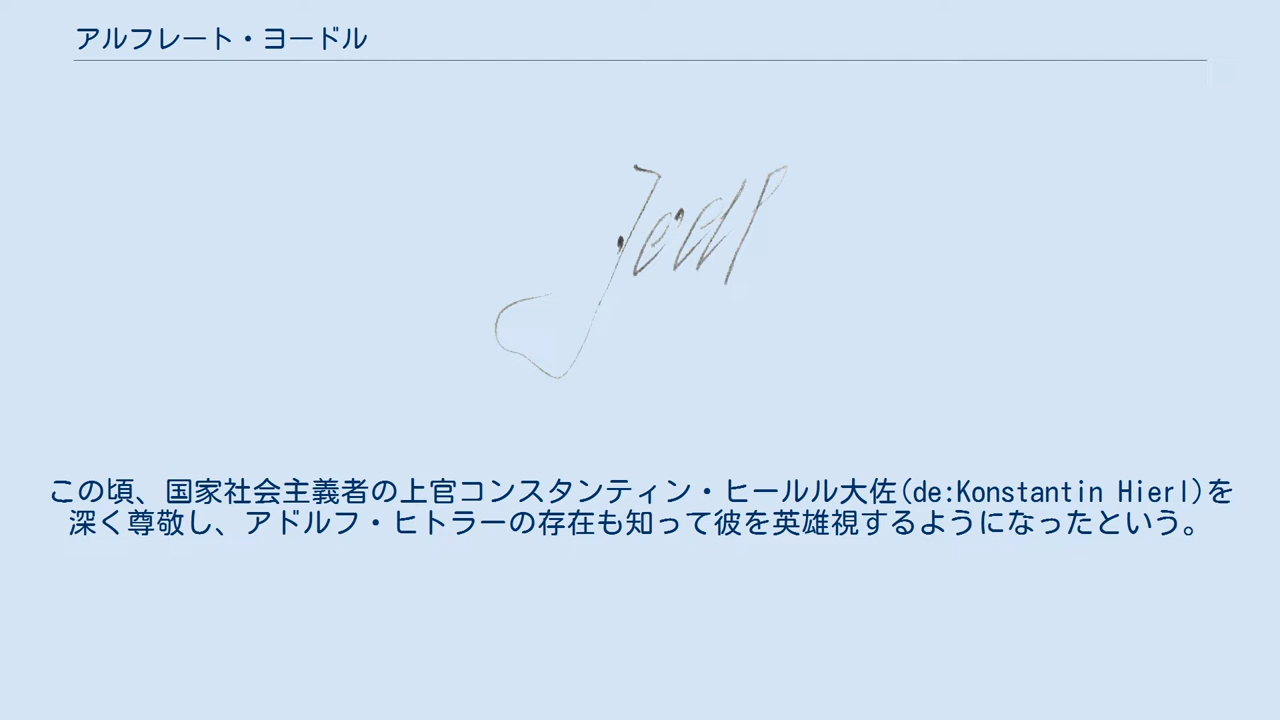 アルフレート・ヨードル
この頃、国家社会主義者の上官コンスタンティン・ヒールル大佐(de:Konstantin Hierl)を
深く尊敬し、アドルフ・ヒトラーの存在も知って彼を英雄視するようになったという。